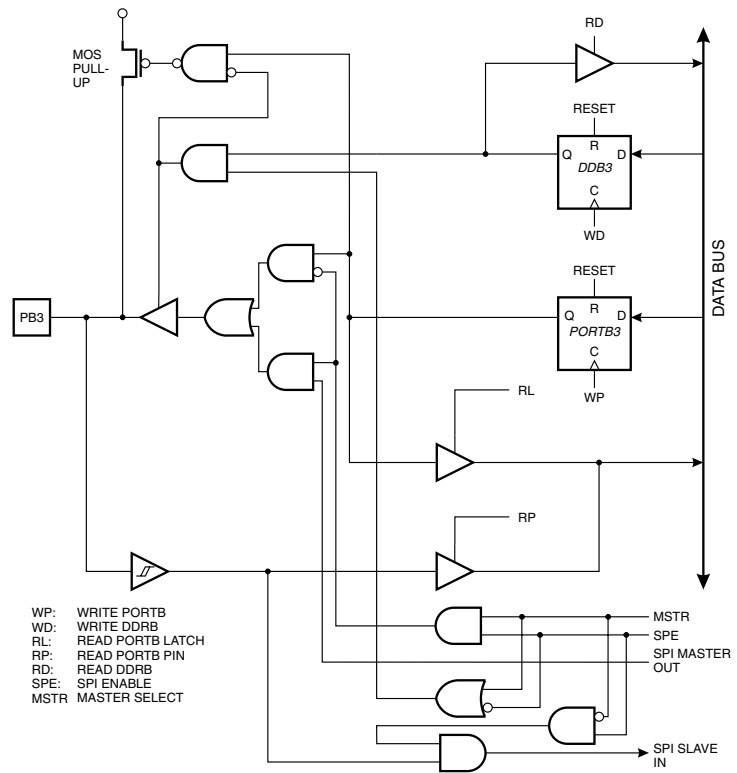 RD
MOS
PULL-
UP
RESET
R
Q
D
DDB3
C
WD
DATA BUS
RESET
PB3
R
Q
D
PORTB3
C
WP
RL
RP
WP: WRITE PORTB
WD: WRITE DDRB
RL: READ PORTB LATCH
RP: READ PORTB PIN
RD: READ DDRB
SPE: SPI ENABLE
MSTR MASTER SELECT
MSTR
SPE
SPI MASTER
OUT
SPI SLAVE
IN